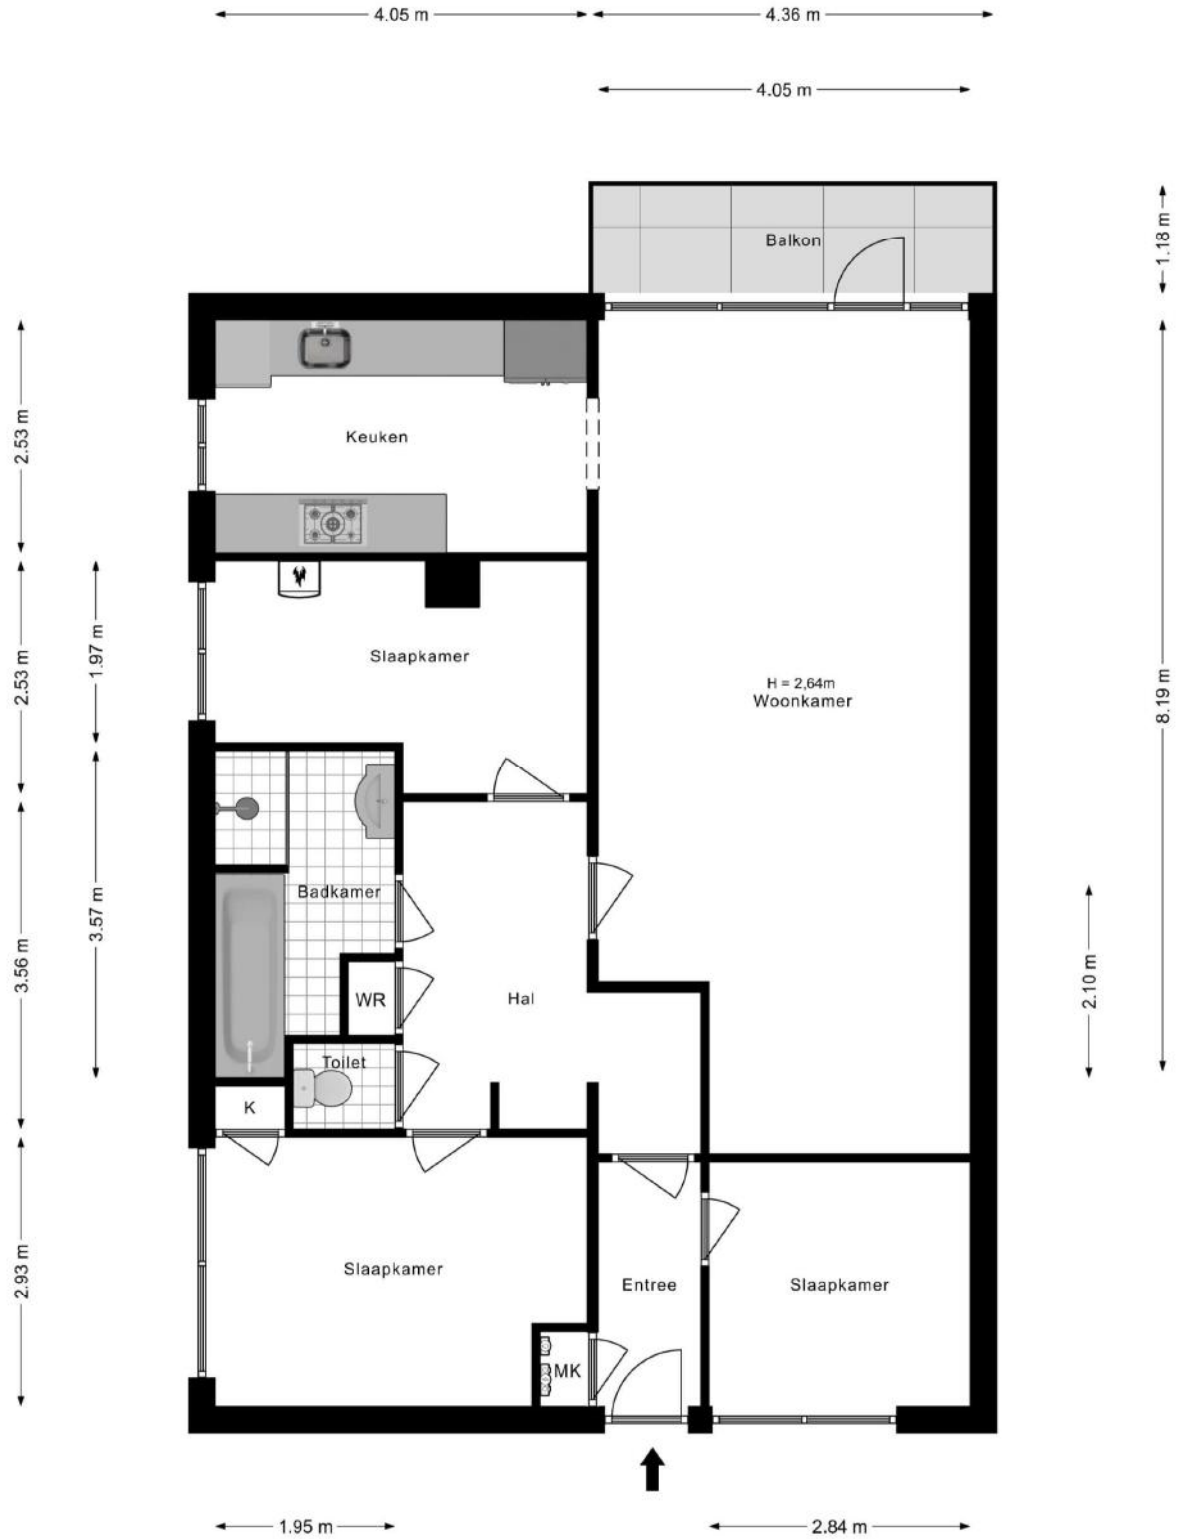 4.05 m
4.36 m
4.05 m
1.18 m
Balkon
2.53 m
Keuken
2.53 m
1.97 m
Slaapkamer
H = 2,64m
Woonkamer
8.19 m
Badkamer
3.57 m
3.56 m
2.10 m
WR
Hal
Toilet
K
2.93 m
Slaapkamer
Entree
Slaapkamer
MK
1.95 m
2.84 m